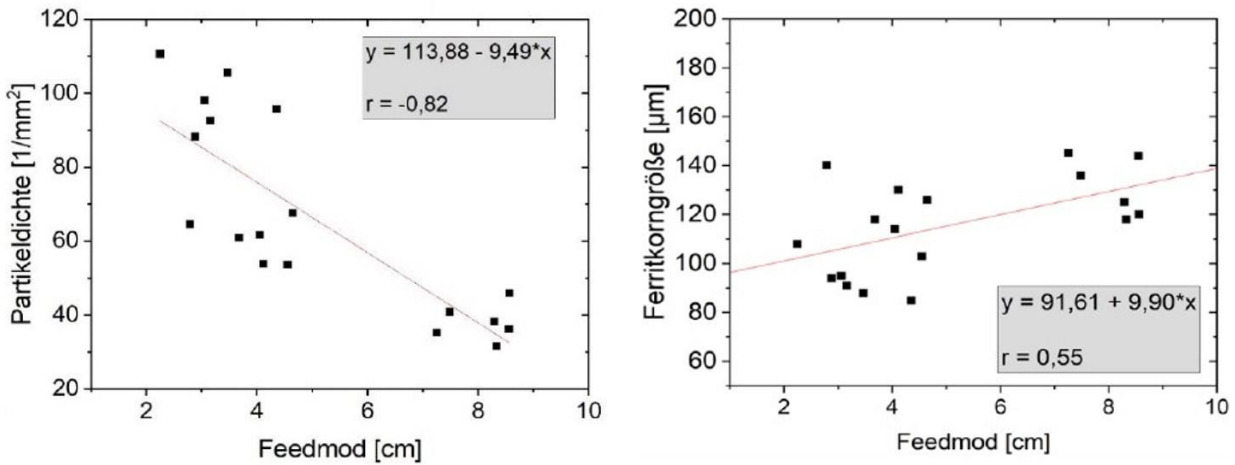 120
100
80
60
40
20
Partikeldichte [1/mm²]
y = 113,88 - 9,49*x
r = -0,82
2 4 6 8 10
Feedmod [cm]
200
180
160
140
120
100
80
60
Ferritkorngröße [µm]
y = 91,61 + 9,90*x
r = 0,55
2 4 6 8 10
Feedmod [cm]